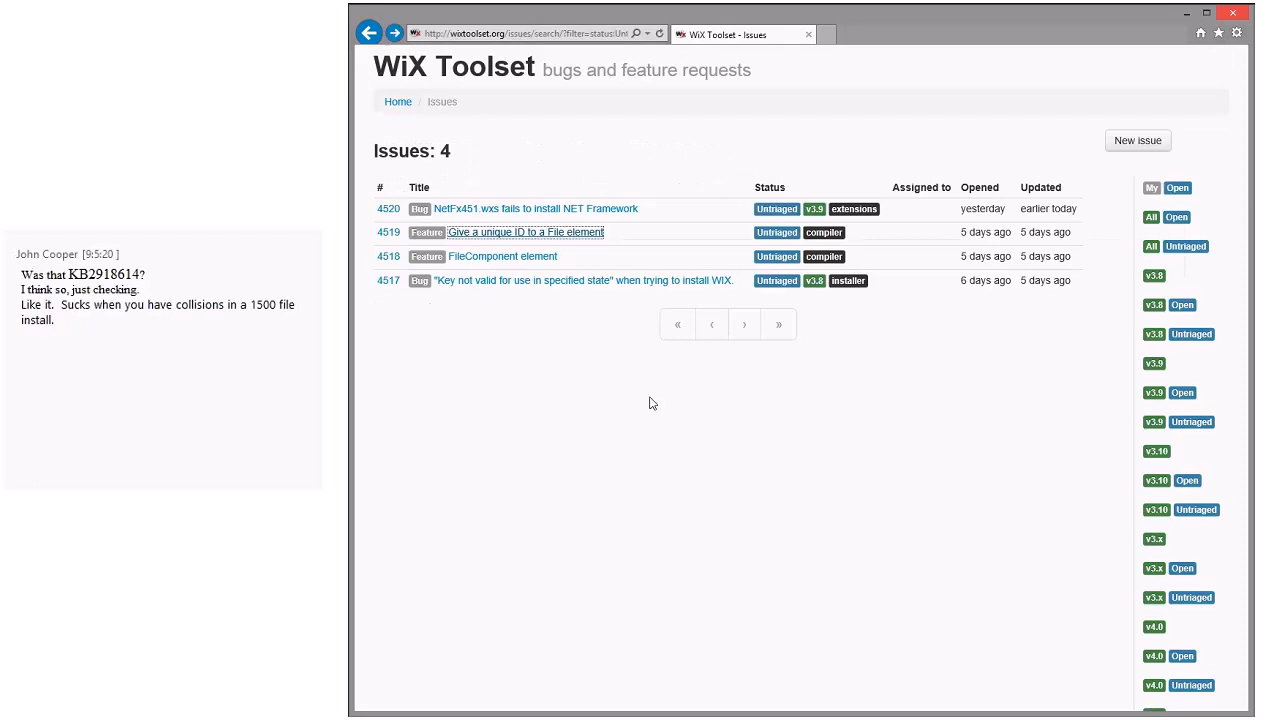 John Cooper [9:5:20 ]
Was that KB2918614?
I think so, just checking.
Like it. Sucks when you have collisions in a 1500 file
install.
http://wixtoolset.org/issues/search/?filter=status:Unt
WiX Toolset - Issues
WiX Toolset bugs and feature requests
Home / Issues
Issues: 4
New issue
# Title Status Assigned to Opened Updated
4520 Bug NetFx451.wxs fails to install NET Framework Untriaged v3.9 extensions yesterday earlier today
4519 Feature Give a unique ID to a File element Untriaged compiler 5 days ago 5 days ago
4518 Feature FileComponent element Untriaged compiler 5 days ago 5 days ago
4517 Bug "Key not valid for use in specified state" when trying to install WIX. Untriaged v3.8 installer 6 days ago 5 days ago
« ‹ › »
My Open
All Open
All Untriaged
v3.8
v3.8 Open
v3.8 Untriaged
v3.9
v3.9 Open
v3.9 Untriaged
v3.10
v3.10 Open
v3.10 Untriaged
v3.x
v3.x Open
v3.x Untriaged
v4.0
v4.0 Open
v4.0 Untriaged